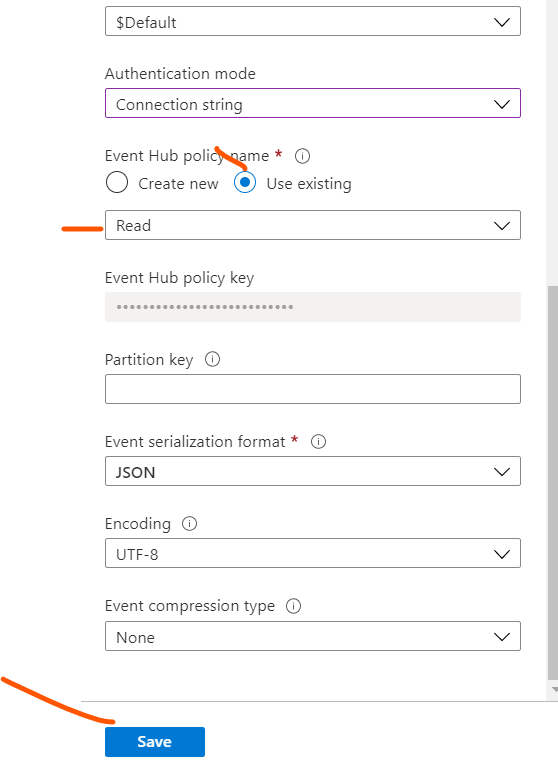 $Default
Authentication mode
Connection string
Event Hub policy name *
Create new Use existing
Read
Event Hub policy key
••••••••••••••••••••••••••••
Partition key
Event serialization format *
JSON
Encoding
UTF-8
Event compression type
None
Save